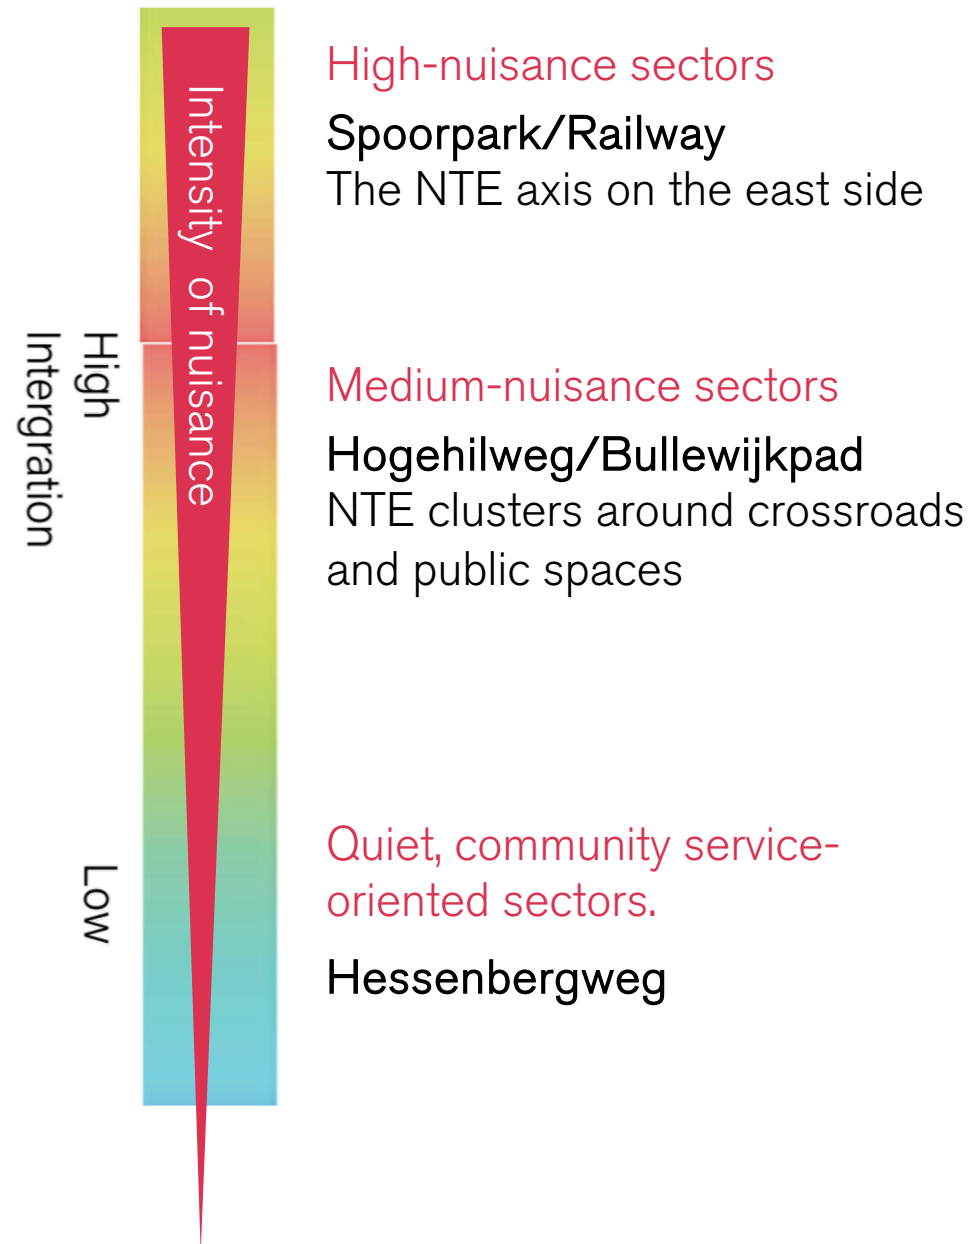 High-nuisance sectors
Spoorpark/Railway
The NTE axis on the east side
Intensity of nuisance
High
Intergration
Medium-nuisance sectors
Hogehilweg/Bullewijkpad
NTE clusters around crossroads
and public spaces
Low
Quiet, community service-
oriented sectors.
Hessenbergweg